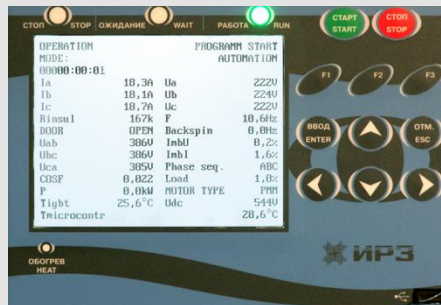 СТОП STOP ОЖИДАНИЕ WAIT РАБОТА RUN
СТАРТ START
СТОП STOP
OPERATION PROGRAMM START
MODE: AUTOMATION
00000:00:01
Ia 18,3A Ua 222V
Ib 18,1A Ub 224V
Ic 18,7A Uc 222V
Rinsul 167k F 10,6Hz
DOOR OPEN Backspin 0,0Hz
Uab 386V ImbU 0,2%
Ubc 386V ImbI 1,6%
Uca 385V Phase seq. ABC
COSF 0,022 Load 1,8%
P 0,0kW MOTOR TYPE PMM
Tight 25,6°C Udc 544V
Tmicrocontr 28,6°C
F1 F2 F3
ВВОД ENTER
ОТМ. ESC
ИРЗ
ОБОГРЕВ
HEAT